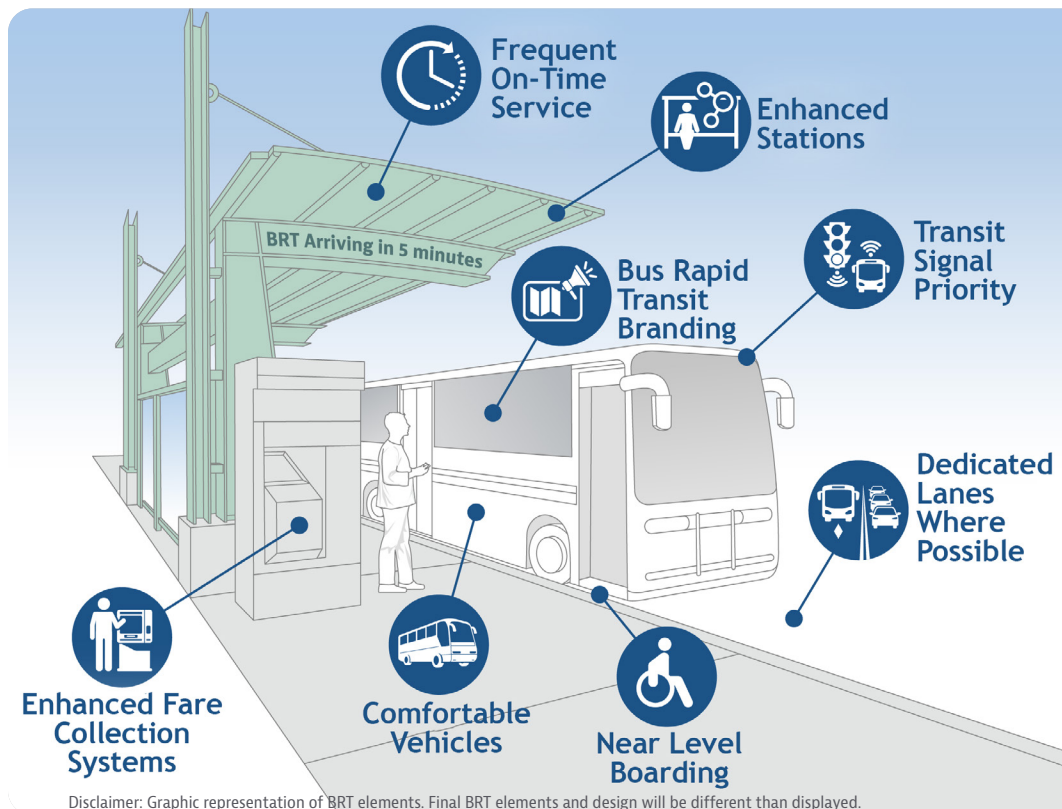 Frequent
On-Time
Service
Enhanced
Stations
BRT Arriving in 5 minutes
Transit
Signal
Priority
Bus Rapid
Transit
Branding
Dedicated
Lanes
Where
Possible
Enhanced Fare
Collection
Systems
Comfortable
Vehicles
Near Level
Boarding
Disclaimer: Graphic representation of BRT elements. Final BRT elements and design will be different than displayed.